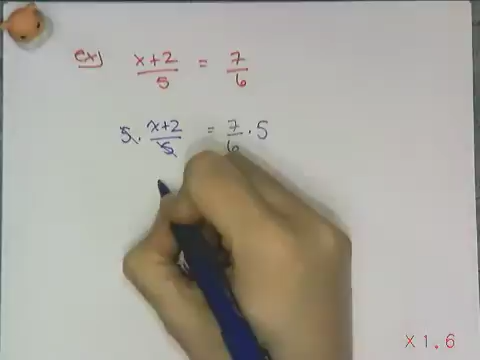 ex) x+2/5 = 7/6
5· x+2/5 = 7/6 · 5
X 1.6